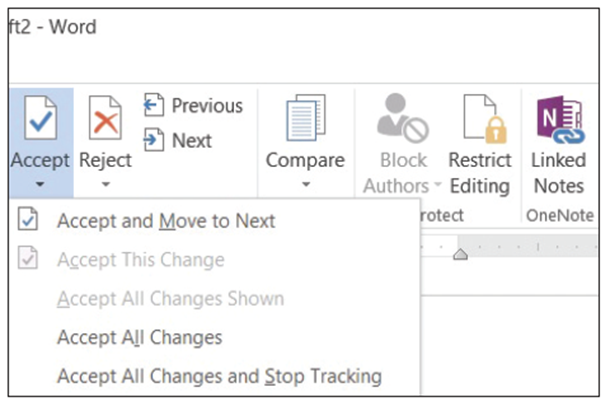 ft2 - Word
Previous
Next
Accept
Reject
Compare
Block
Authors
Restrict
Editing
Linked
Notes
rotect
OneNote
N
Accept and Move to Next
Accept This Change
Accept All Changes Shown
Accept All Changes
Accept All Changes and Stop Tracking